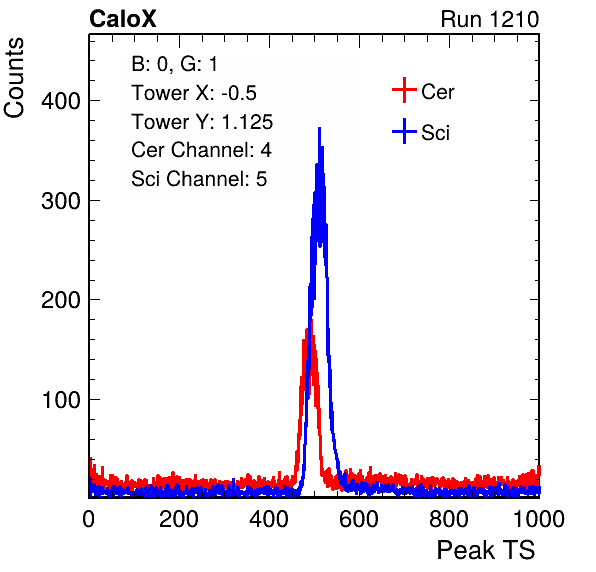 CaloX Run 1210
Counts
B: 0, G: 1
Tower X: -0.5
Tower Y: 1.125
Cer Channel: 4
Sci Channel: 5
Cer
Sci
400
300
200
100
0 200 400 600 800 1000
Peak TS